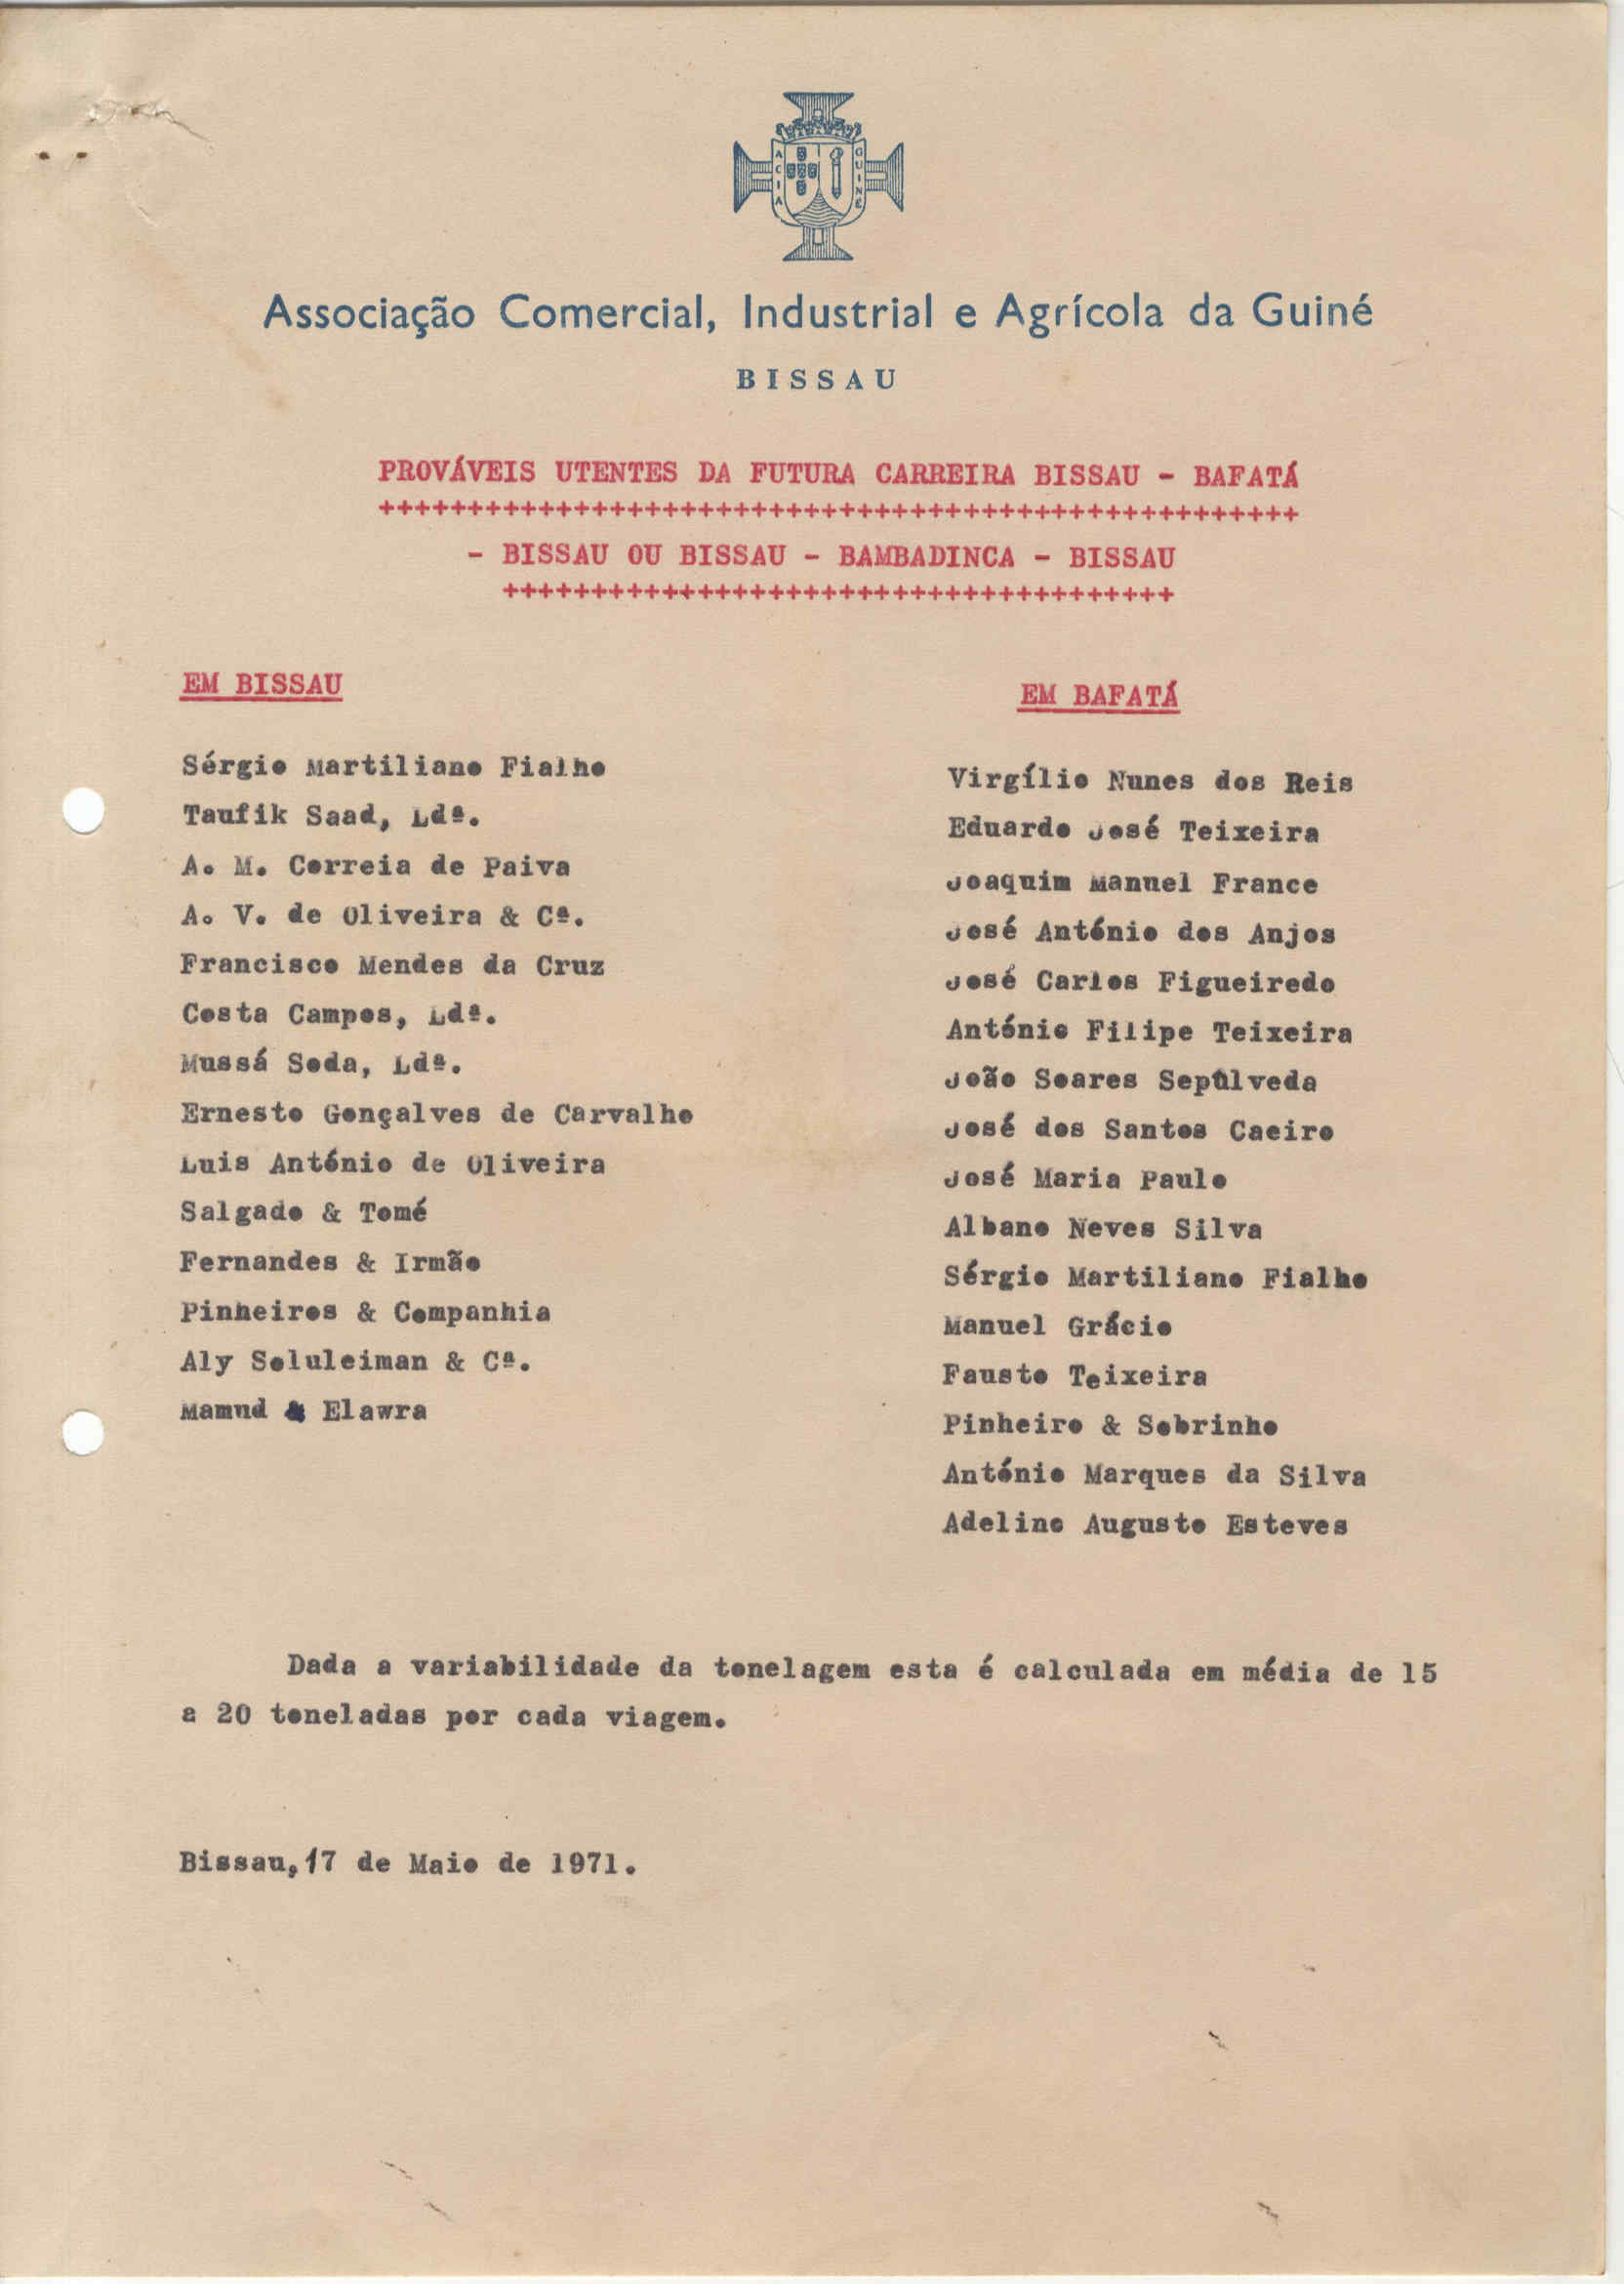 ACIA GUINÉ
Associação Comercial, Industrial e Agrícola da Guiné
BISSAU
PROVÁVEIS UTENTES DA FUTURA CARREIRA BISSAU - BAFATÁ
++++++++++++++++++++++++++++++++++++++++++++++++++++
- BISSAU OU BISSAU - BAMBADINCA - BISSAU
++++++++++++++++++++++++++++++++++++++
EM BISSAU
Sérgio Martiliano Fialho
Taufik Saad, Ldª.
A. M. Correia de Paiva
A. V. de Oliveira & Cª.
Francisco Mendes da Cruz
Costa Campos, Ldª.
Mussá Soda, Ldª.
Ernesto Gonçalves de Carvalho
Luis António de Oliveira
Salgado & Tomé
Fernandes & Irmão
Pinheiros & Companhia
Aly Soluleiman & Cª.
Mamud & Elawra
EM BAFATÁ
Virgílio Nunes dos Reis
Eduardo José Teixeira
Joaquim Manuel France
José António dos Anjos
José Carlos Figueiredo
António Filipe Teixeira
João Soares Sepúlveda
José dos Santos Caeiro
José Maria Paulo
Albano Neves Silva
Sérgio Martiliano Fialho
Manuel Grácio
Fausto Teixeira
Pinheiro & Sobrinho
António Marques da Silva
Adelino Augusto Esteves
Dada a variabilidade da tonelagem esta é calculada em média de 15
a 20 toneladas por cada viagem.
Bissau, 17 de Maio de 1971.